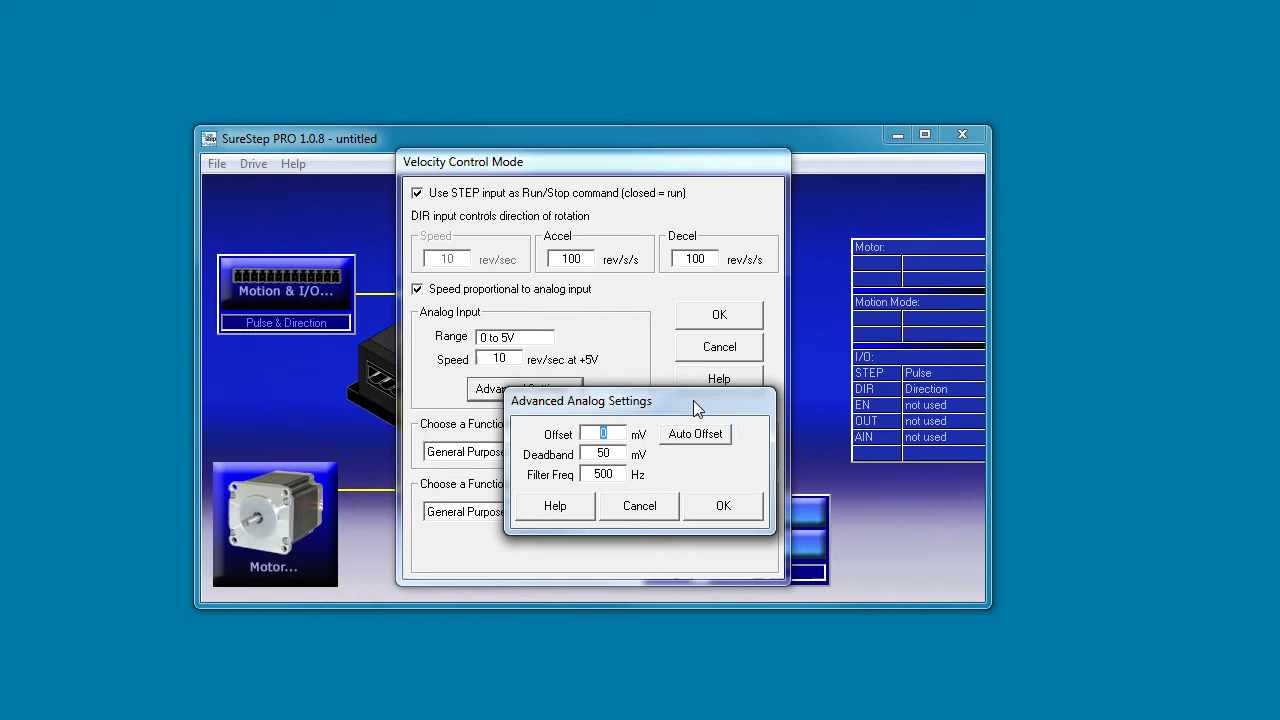 SureStep PRO 1.0.8 - untitled
File Drive Help
Velocity Control Mode
Use STEP input as Run/Stop command (closed = run)
DIR input controls direction of rotation
Speed
10 rev/sec
Accel
100 rev/s/s
Decel
100 rev/s/s
Speed proportional to analog input
Analog Input
Range 0 to 5V
Speed 10 rev/sec at +5V
OK
Cancel
Help
Choose a Func
General Purpose
Choose a Func
General Purpose
Advanced Analog Settings
Offset 0 mV Auto Offset
Deadband 50 mV
Filter Freq 500 Hz
Help Cancel OK
Motion & I/O...
Pulse & Direction
Motor...
Motor:
Motion Mode:
I/O:
STEP Pulse
DIR Direction
EN not used
OUT not used
AIN not used